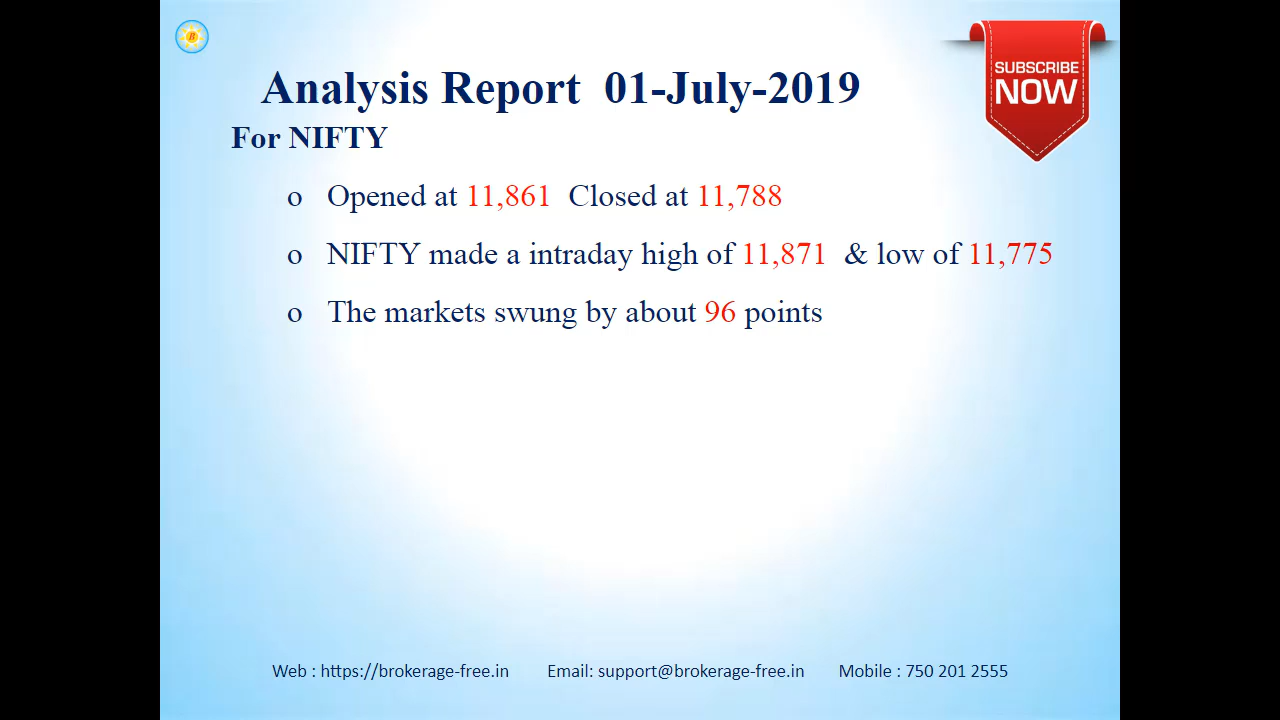 B
Analysis Report 01-July-2019
SUBSCRIBE
NOW
For NIFTY
o Opened at 11,861 Closed at 11,788
o NIFTY made a intraday high of 11,871 & low of 11,775
o The markets swung by about 96 points
Web : https://brokerage-free.in Email: support@brokerage-free.in Mobile : 750 201 2555